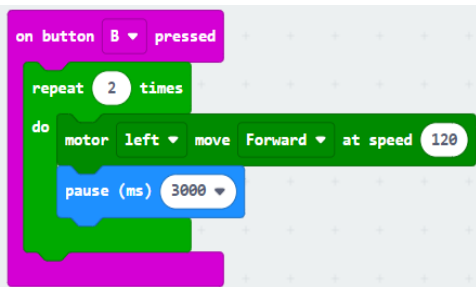 on button B pressed
repeat 2 times
do
motor left move Forward at speed 120
pause (ms) 3000